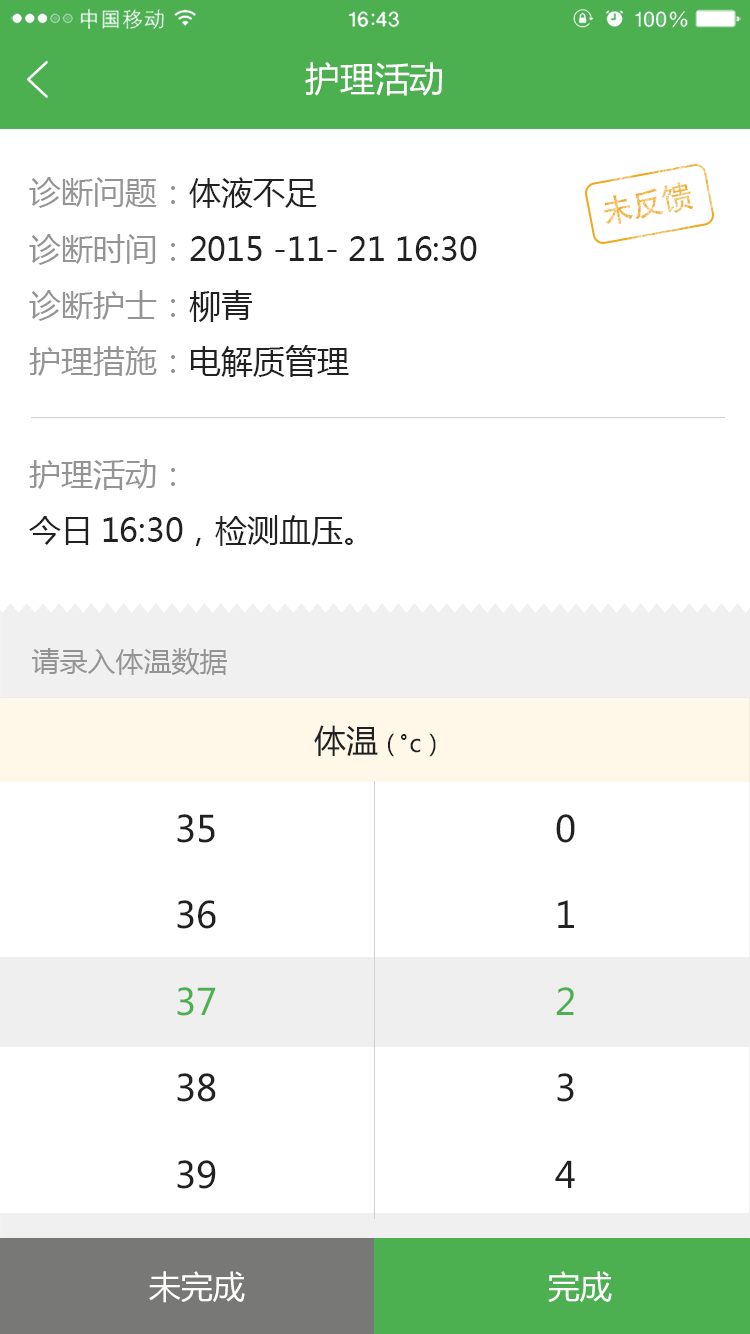 中国移动 16:43 100%
护理活动
诊断问题：体液不足
未反馈
诊断时间：2015 -11- 21 16:30
诊断护士：柳青
护理措施：电解质管理
护理活动：
今日 16:30，检测血压。
请录入体温数据
体温 ( °c )
35 0
36 1
37 2
38 3
39 4
未完成 完成